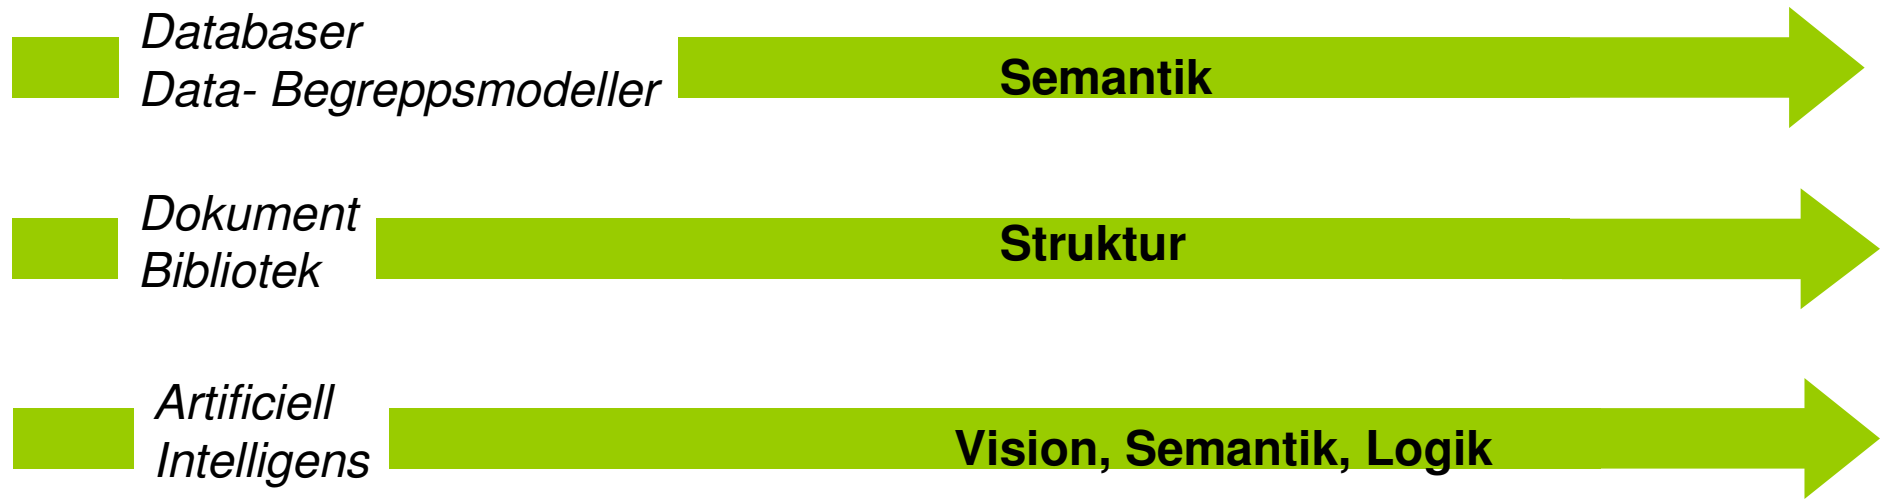 Databaser
Data- Begreppsmodeller
Semantik
Dokument
Bibliotek
Struktur
Artificiell
Intelligens
Vision, Semantik, Logik